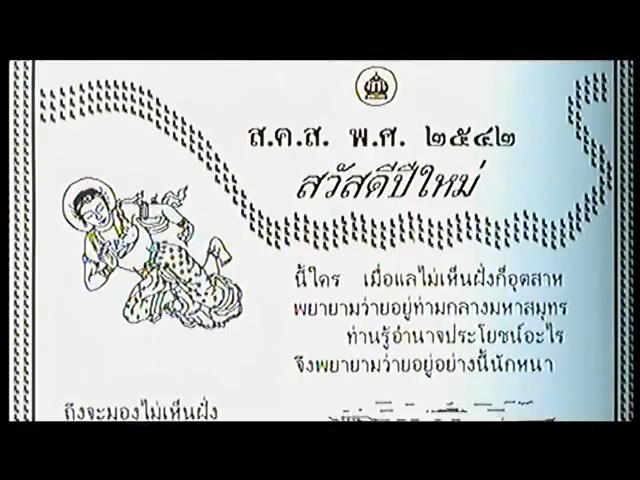 ส.ค.ส. พ.ศ. ๒๕๔๒
สวัสดีปีใหม่
นี้ใคร เมื่อแลไม่เห็นฝั่งก็อุตสาห
พยายามว่ายอยู่ท่ามกลางมหาสมุทร
ท่านรู้อำนาจประโยชน์อะไร
จึงพยายามว่ายอยู่อย่างนี้นักหนา
ถึงจะมองไม่เห็นฝั่ง